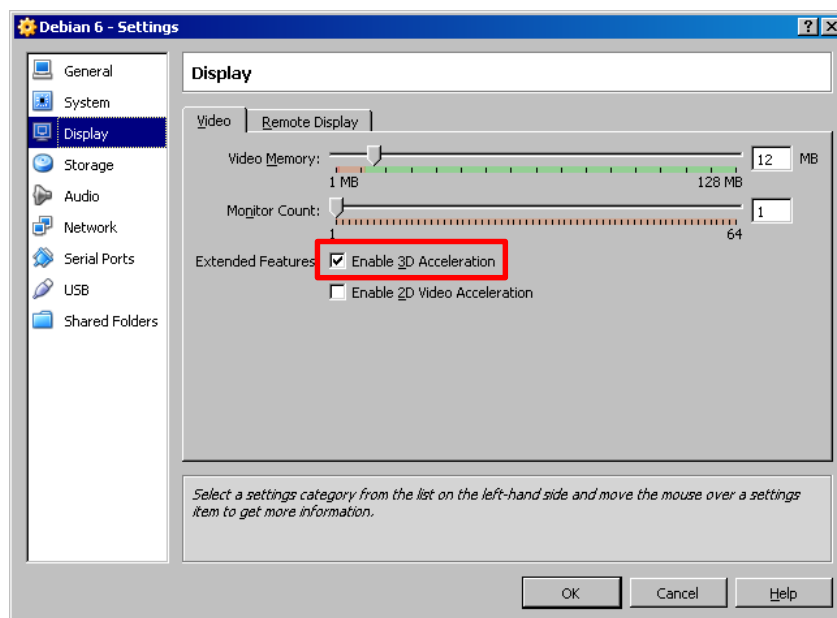 Debian 6 - Settings
General
System
Display
Storage
Audio
Network
Serial Ports
USB
Shared Folders
Display
Video
Remote Display
Video Memory:
12
MB
1 MB
128 MB
Monitor Count:
1
1
64
Extended Features
Enable 3D Acceleration
Enable 2D Video Acceleration
Select a settings category from the list on the left-hand side and move the mouse over a settings
item to get more information.
OK
Cancel
Help